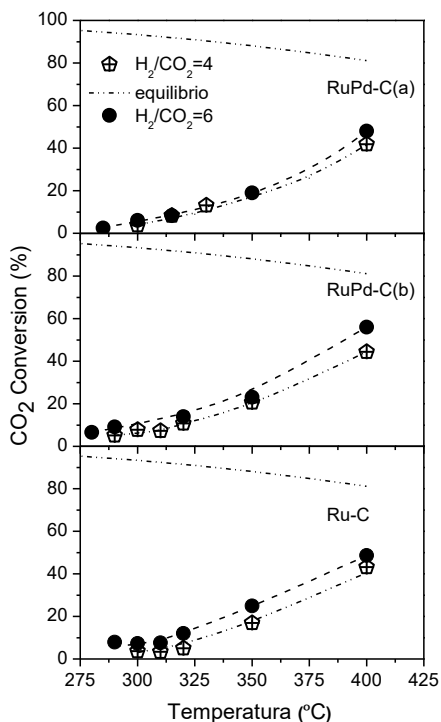 100
80
60
40
20
0
H₂/CO₂=4
equilibrio
H₂/CO₂=6
RuPd-C(a)
80
60
40
20
0
RuPd-C(b)
80
60
40
20
0
Ru-C
275 300 325 350 375 400 425
Temperatura (ºC)
CO₂ Conversion (%)